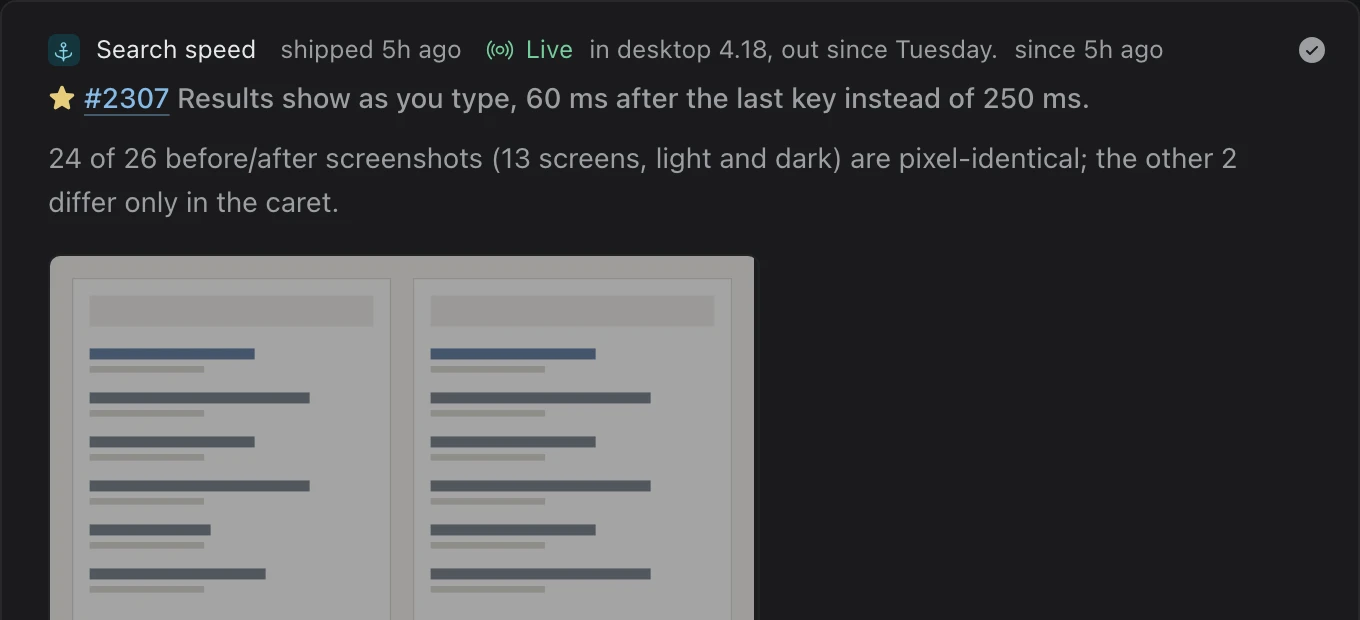 Search speed shipped 5h ago Live in desktop 4.18, out since Tuesday. since 5h ago
#2307 Results show as you type, 60 ms after the last key instead of 250 ms.
24 of 26 before/after screenshots (13 screens, light and dark) are pixel-identical; the other 2
differ only in the caret.